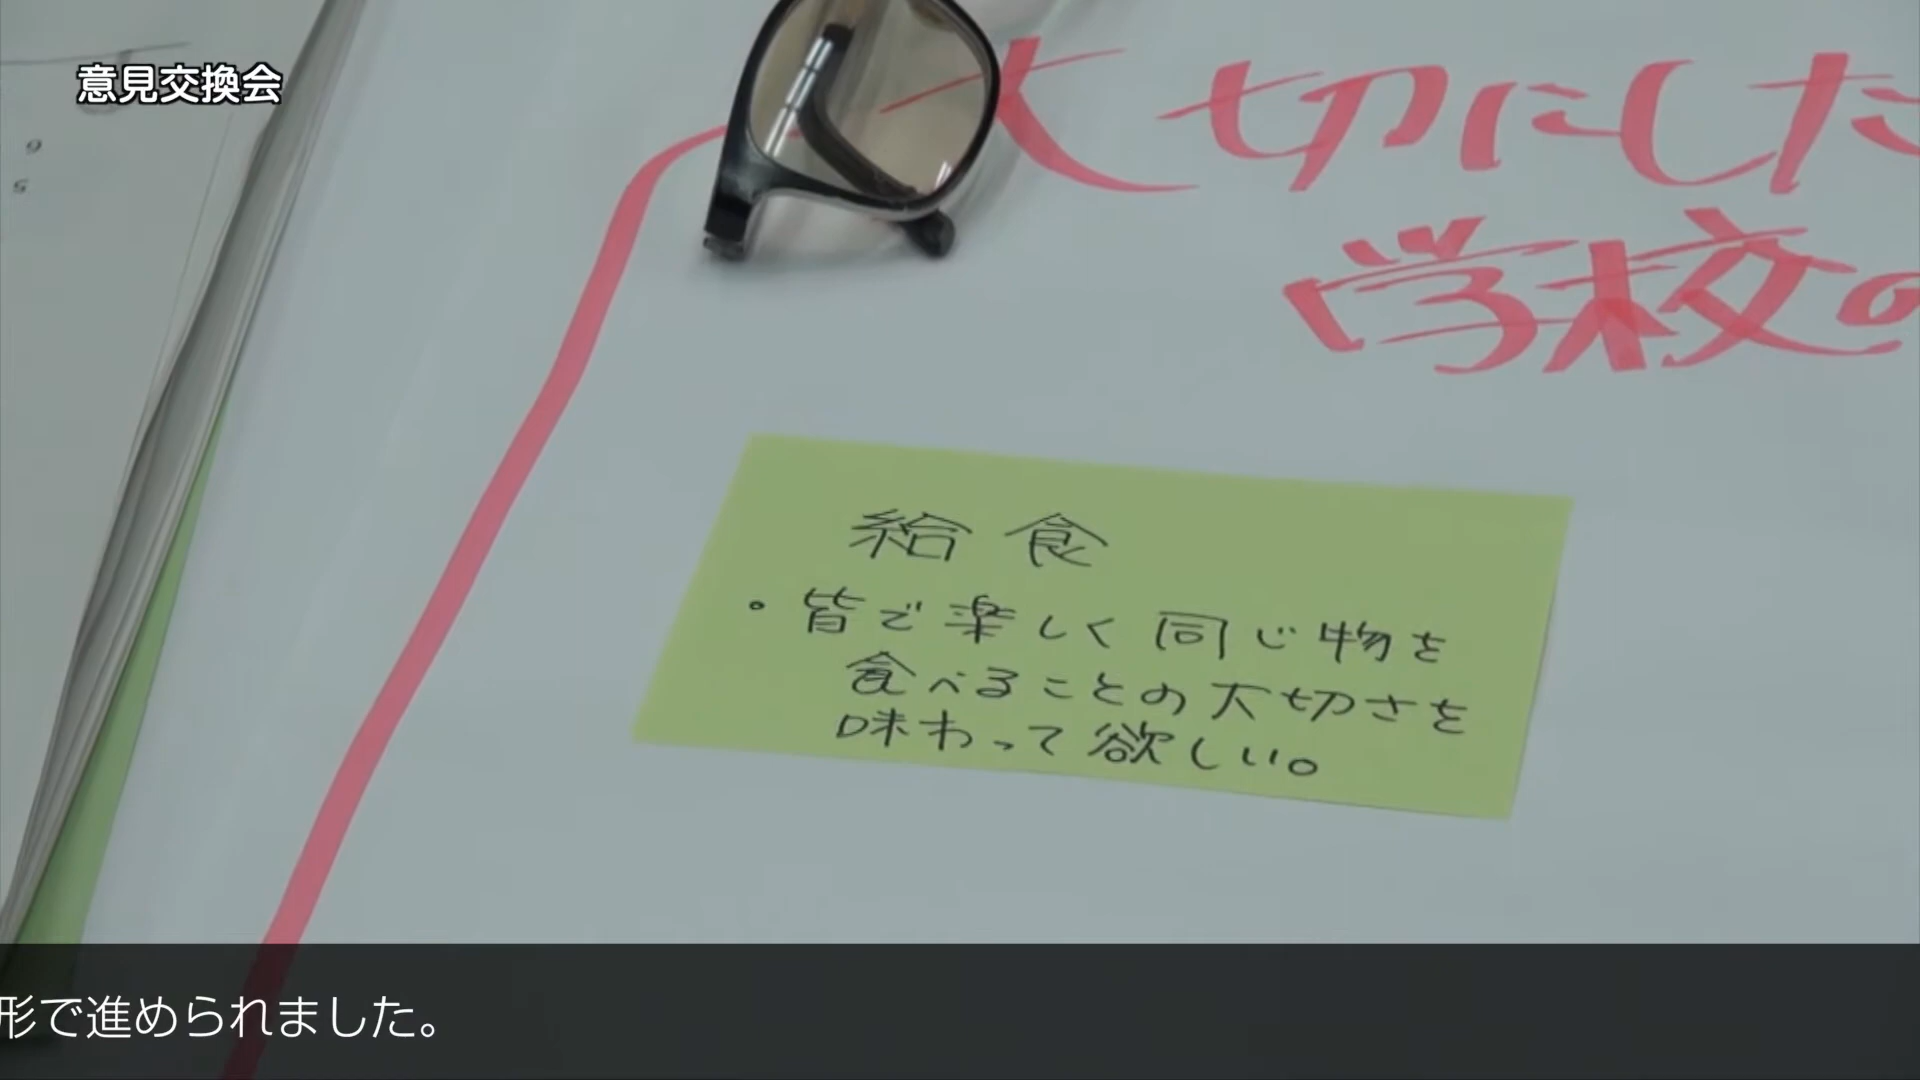 意見交換会
大切にした
学校の
給食
・皆で楽しく同じ物を
食べることの大切さを
味わって欲しい。
形で進められました。